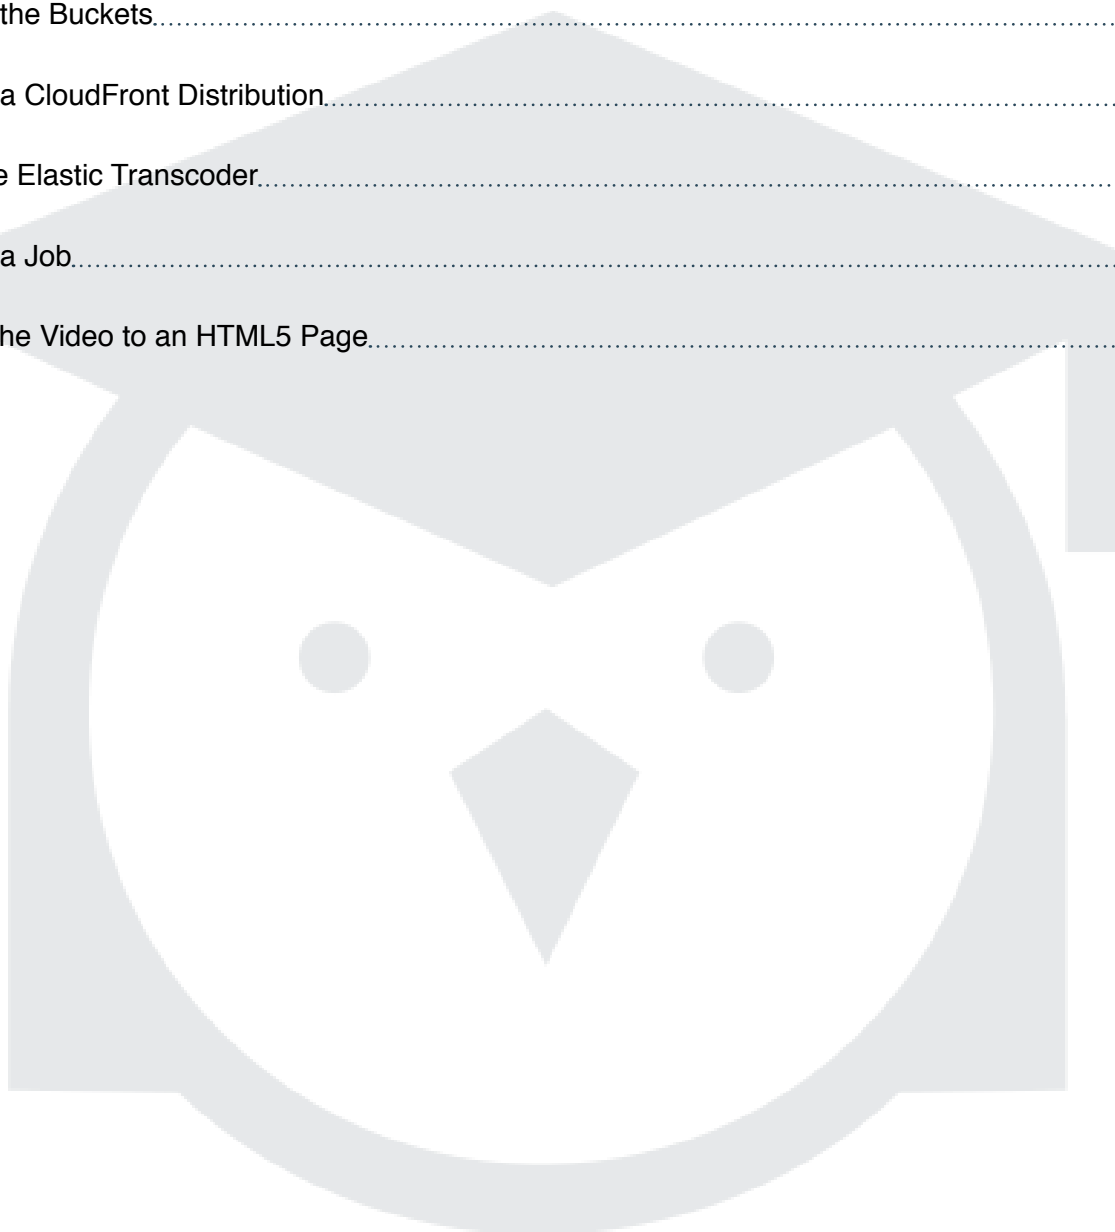 the Buckets
a CloudFront Distribution
e Elastic Transcoder
a Job
he Video to an HTML5 Page